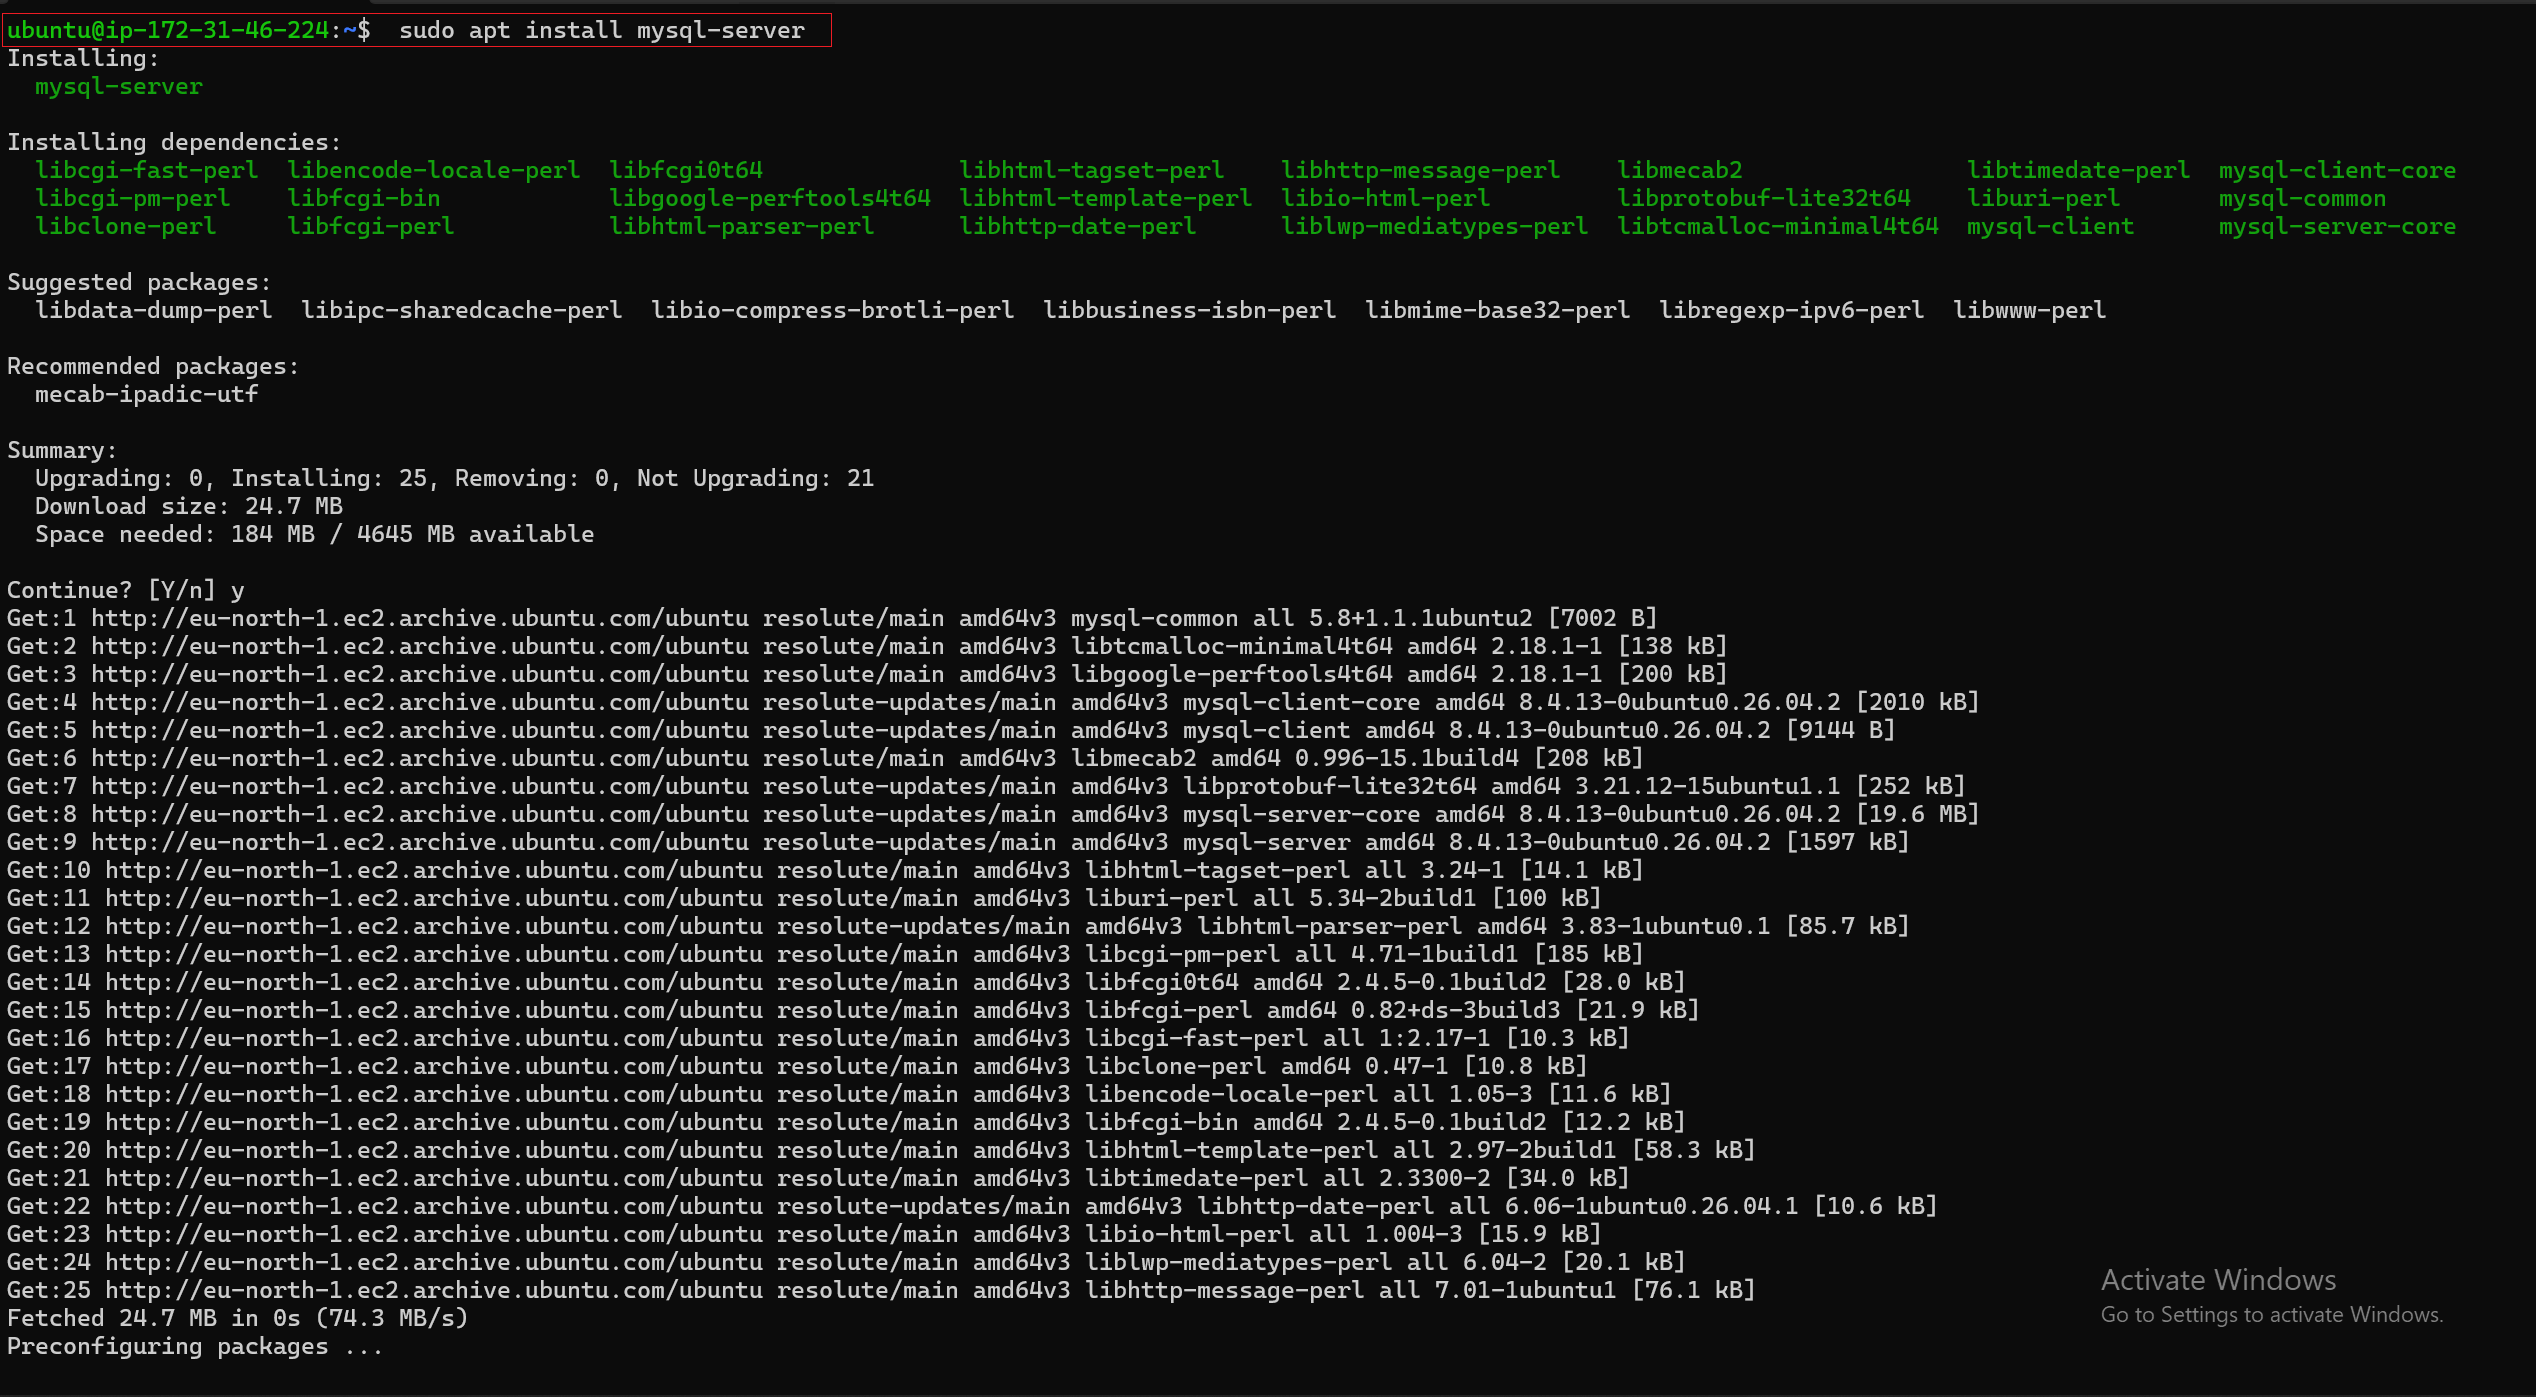 ubuntu@ip-172-31-46-224:~$  sudo apt install mysql-server
Installing:
  mysql-server

Installing dependencies:
  libcgi-fast-perl  libencode-locale-perl  libfcgi0t64              libhtml-tagset-perl    libhttp-message-perl    libmecab2                libtimedate-perl  mysql-client-core
  libcgi-pm-perl    libfcgi-bin            libgoogle-perftools4t64  libhtml-template-perl  libio-html-perl         libprotobuf-lite32t64    liburi-perl       mysql-common
  libclone-perl     libfcgi-perl           libhtml-parser-perl      libhttp-date-perl      liblwp-mediatypes-perl  libtcmalloc-minimal4t64  mysql-client      mysql-server-core

Suggested packages:
  libdata-dump-perl  libipc-sharedcache-perl  libio-compress-brotli-perl  libbusiness-isbn-perl  libmime-base32-perl  libregexp-ipv6-perl  libwww-perl

Recommended packages:
  mecab-ipadic-utf

Summary:
  Upgrading: 0, Installing: 25, Removing: 0, Not Upgrading: 21
  Download size: 24.7 MB
  Space needed: 184 MB / 4645 MB available

Continue? [Y/n] y
Get:1 http://eu-north-1.ec2.archive.ubuntu.com/ubuntu resolute/main amd64v3 mysql-common all 5.8+1.1.1ubuntu2 [7002 B]
Get:2 http://eu-north-1.ec2.archive.ubuntu.com/ubuntu resolute/main amd64v3 libtcmalloc-minimal4t64 amd64 2.18.1-1 [138 kB]
Get:3 http://eu-north-1.ec2.archive.ubuntu.com/ubuntu resolute/main amd64v3 libgoogle-perftools4t64 amd64 2.18.1-1 [200 kB]
Get:4 http://eu-north-1.ec2.archive.ubuntu.com/ubuntu resolute-updates/main amd64v3 mysql-client-core amd64 8.4.13-0ubuntu0.26.04.2 [2010 kB]
Get:5 http://eu-north-1.ec2.archive.ubuntu.com/ubuntu resolute-updates/main amd64v3 mysql-client amd64 8.4.13-0ubuntu0.26.04.2 [9144 B]
Get:6 http://eu-north-1.ec2.archive.ubuntu.com/ubuntu resolute/main amd64v3 libmecab2 amd64 0.996-15.1build4 [208 kB]
Get:7 http://eu-north-1.ec2.archive.ubuntu.com/ubuntu resolute-updates/main amd64v3 libprotobuf-lite32t64 amd64 3.21.12-15ubuntu1.1 [252 kB]
Get:8 http://eu-north-1.ec2.archive.ubuntu.com/ubuntu resolute-updates/main amd64v3 mysql-server-core amd64 8.4.13-0ubuntu0.26.04.2 [19.6 MB]
Get:9 http://eu-north-1.ec2.archive.ubuntu.com/ubuntu resolute-updates/main amd64v3 mysql-server amd64 8.4.13-0ubuntu0.26.04.2 [1597 kB]
Get:10 http://eu-north-1.ec2.archive.ubuntu.com/ubuntu resolute/main amd64v3 libhtml-tagset-perl all 3.24-1 [14.1 kB]
Get:11 http://eu-north-1.ec2.archive.ubuntu.com/ubuntu resolute/main amd64v3 liburi-perl all 5.34-2build1 [100 kB]
Get:12 http://eu-north-1.ec2.archive.ubuntu.com/ubuntu resolute-updates/main amd64v3 libhtml-parser-perl amd64 3.83-1ubuntu0.1 [85.7 kB]
Get:13 http://eu-north-1.ec2.archive.ubuntu.com/ubuntu resolute/main amd64v3 libcgi-pm-perl all 4.71-1build1 [185 kB]
Get:14 http://eu-north-1.ec2.archive.ubuntu.com/ubuntu resolute/main amd64v3 libfcgi0t64 amd64 2.4.5-0.1build2 [28.0 kB]
Get:15 http://eu-north-1.ec2.archive.ubuntu.com/ubuntu resolute/main amd64v3 libfcgi-perl amd64 0.82+ds-3build3 [21.9 kB]
Get:16 http://eu-north-1.ec2.archive.ubuntu.com/ubuntu resolute/main amd64v3 libcgi-fast-perl all 1:2.17-1 [10.3 kB]
Get:17 http://eu-north-1.ec2.archive.ubuntu.com/ubuntu resolute/main amd64v3 libclone-perl amd64 0.47-1 [10.8 kB]
Get:18 http://eu-north-1.ec2.archive.ubuntu.com/ubuntu resolute/main amd64v3 libencode-locale-perl all 1.05-3 [11.6 kB]
Get:19 http://eu-north-1.ec2.archive.ubuntu.com/ubuntu resolute/main amd64v3 libfcgi-bin amd64 2.4.5-0.1build2 [12.2 kB]
Get:20 http://eu-north-1.ec2.archive.ubuntu.com/ubuntu resolute/main amd64v3 libhtml-template-perl all 2.97-2build1 [58.3 kB]
Get:21 http://eu-north-1.ec2.archive.ubuntu.com/ubuntu resolute/main amd64v3 libtimedate-perl all 2.3300-2 [34.0 kB]
Get:22 http://eu-north-1.ec2.archive.ubuntu.com/ubuntu resolute-updates/main amd64v3 libhttp-date-perl all 6.06-1ubuntu0.26.04.1 [10.6 kB]
Get:23 http://eu-north-1.ec2.archive.ubuntu.com/ubuntu resolute/main amd64v3 libio-html-perl all 1.004-3 [15.9 kB]
Get:24 http://eu-north-1.ec2.archive.ubuntu.com/ubuntu resolute/main amd64v3 liblwp-mediatypes-perl all 6.04-2 [20.1 kB]
Get:25 http://eu-north-1.ec2.archive.ubuntu.com/ubuntu resolute/main amd64v3 libhttp-message-perl all 7.01-1ubuntu1 [76.1 kB]
Fetched 24.7 MB in 0s (74.3 MB/s)
Preconfiguring packages ...
Activate Windows
Go to Settings to activate Windows.